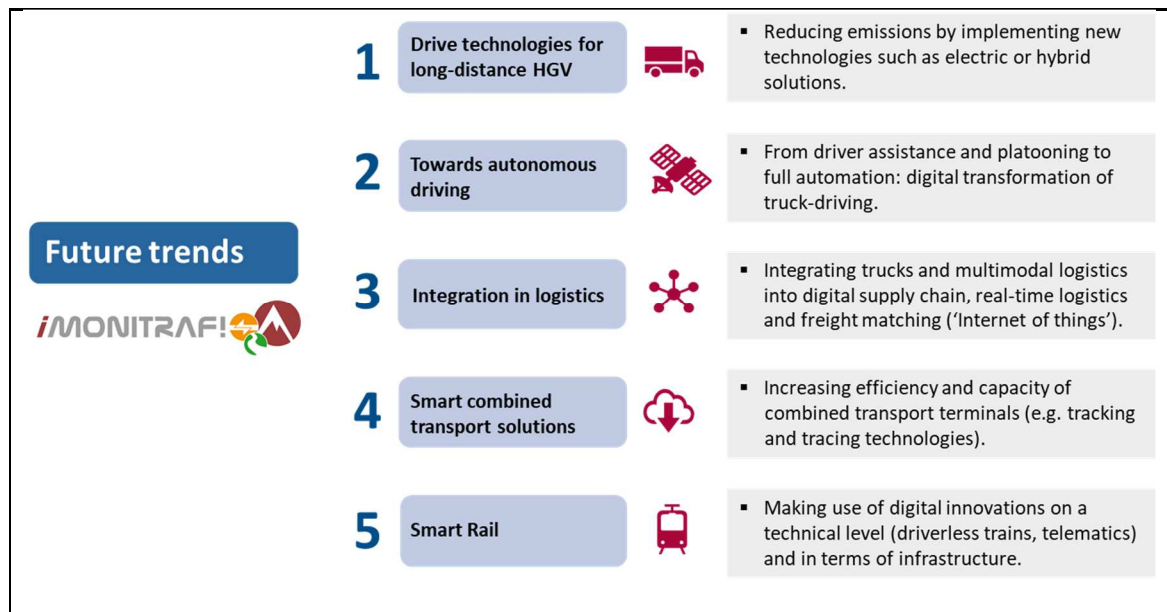 Future trends
iMONITRAF!
1
Drive technologies for
long-distance HGV
▪ Reducing emissions by implementing new
technologies such as electric or hybrid
solutions.
2
Towards autonomous
driving
▪ From driver assistance and platooning to
full automation: digital transformation of
truck-driving.
3
Integration in logistics
▪ Integrating trucks and multimodal logistics
into digital supply chain, real-time logistics
and freight matching (‘Internet of things’).
4
Smart combined
transport solutions
▪ Increasing efficiency and capacity of
combined transport terminals (e.g. tracking
and tracing technologies).
5
Smart Rail
▪ Making use of digital innovations on a
technical level (driverless trains, telematics)
and in terms of infrastructure.